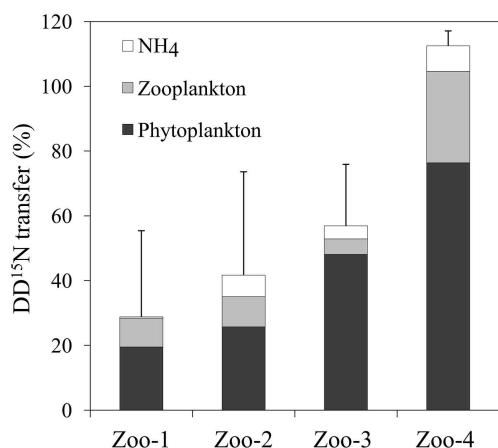 DD¹⁵N transfer (%)
120
100
80
60
40
20
0
NH4
Zooplankton
Phytoplankton
Zoo-1 Zoo-2 Zoo-3 Zoo-4